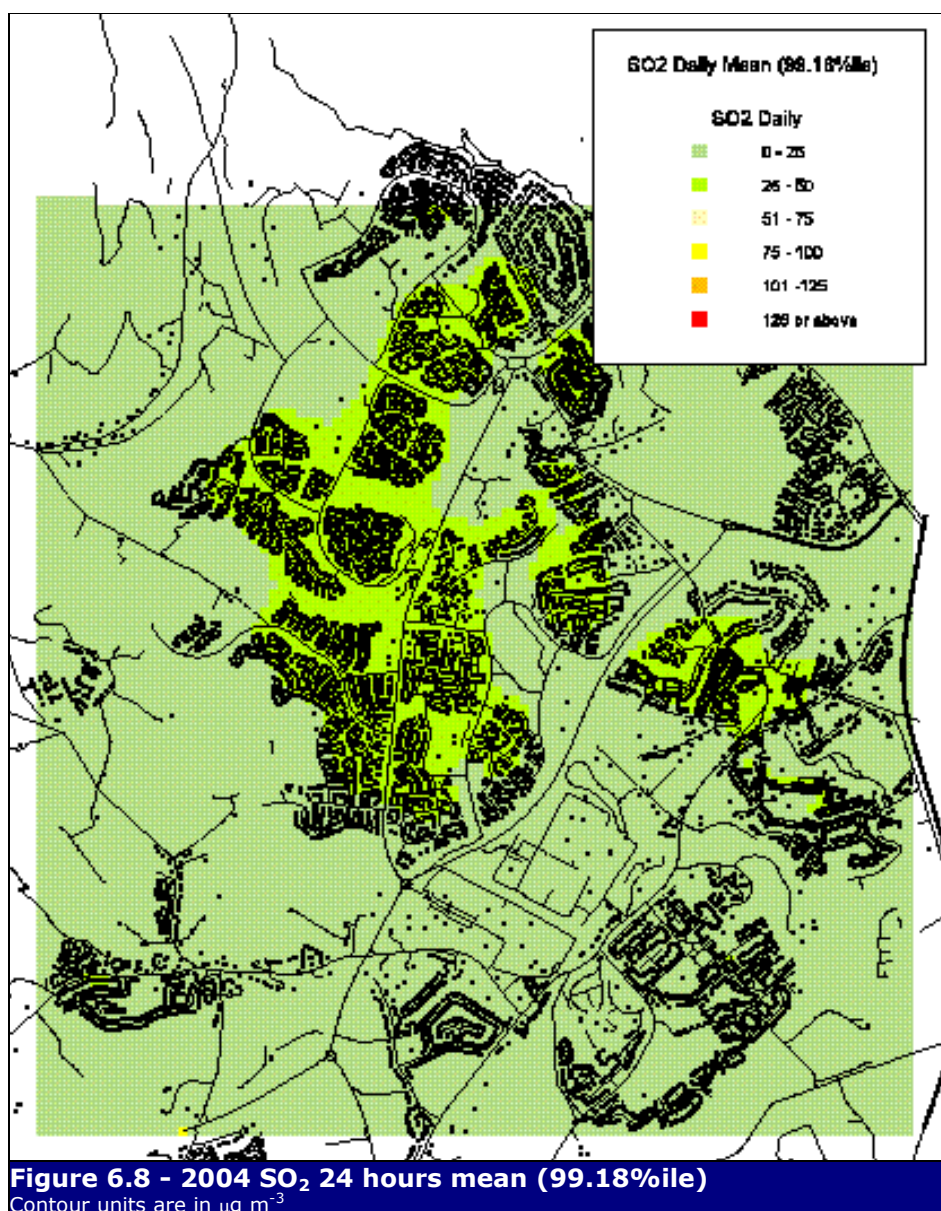 SO2 Daily Mean (99.18%ile)
SO2 Daily
0 - 25
26 - 50
51 - 75
75 - 100
101 -125
126 or above
Figure 6.8 - 2004 SO₂ 24 hours mean (99.18%ile)
Contour units are in µg m⁻³